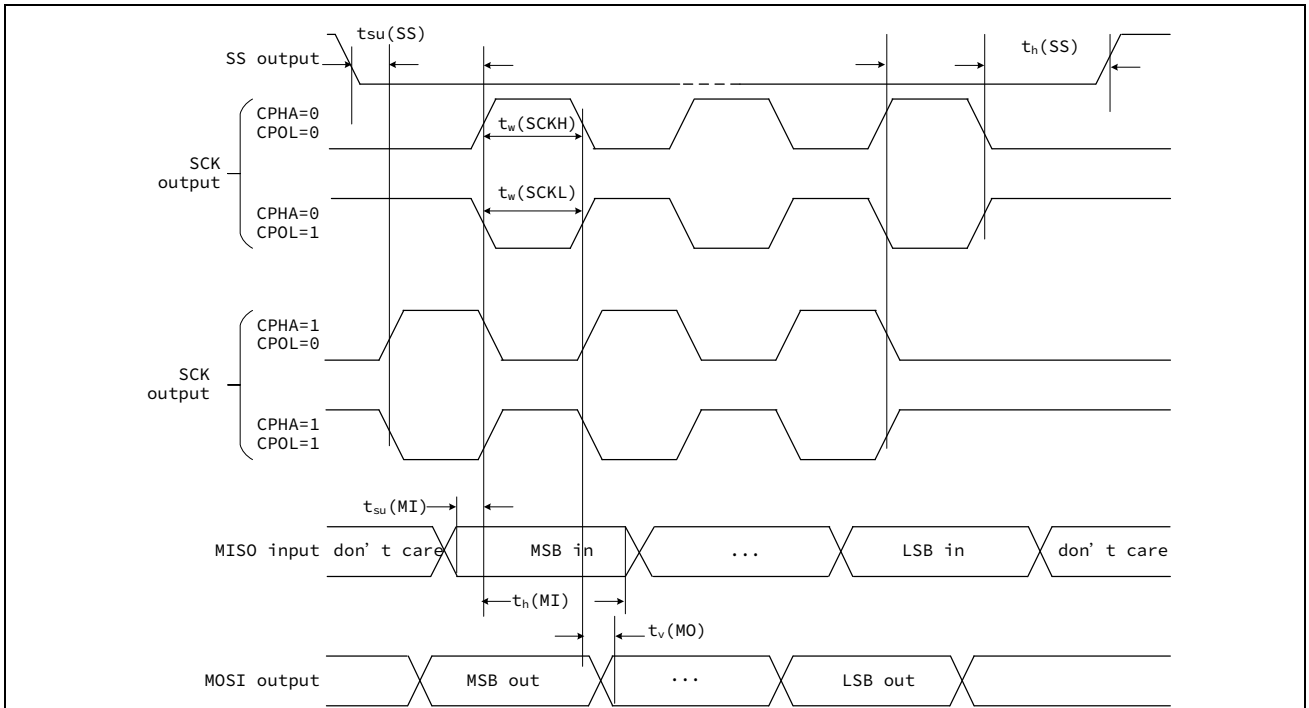 tsu(SS)
SS output
th(SS)
CPHA=0
CPOL=0
tw(SCKH)
SCK
output
tw(SCKL)
CPHA=0
CPOL=1
CPHA=1
CPOL=0
SCK
output
CPHA=1
CPOL=1
tsu(MI)
MISO input don’t care MSB in ... LSB in don’t care
th(MI)
tv(MO)
MOSI output MSB out ... LSB out